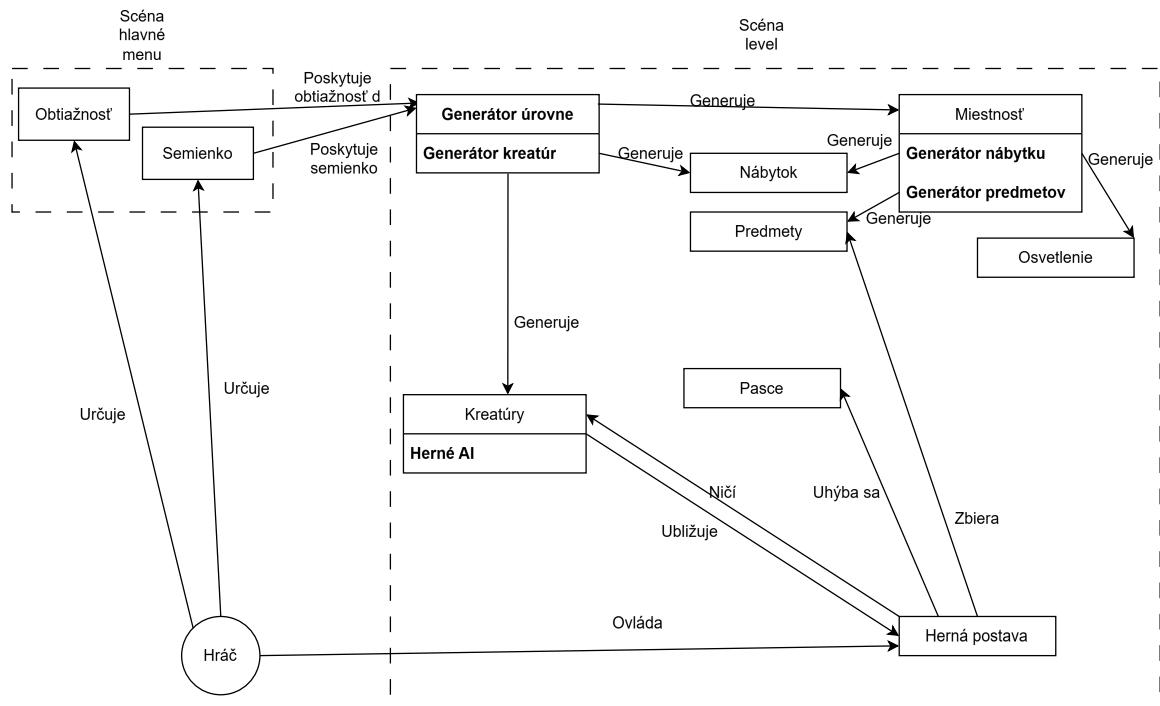 Scéna
hlavné
menu
Scéna
level
Poskytuje
obtiažnosť d
Obtiažnosť
Generátor úrovne
Generuje
Miestnosť
Semienko
Poskytuje
semienko
Generátor kreatúr
Generuje
Nábytok
Generuje
Generátor nábytku
Generuje
Generátor predmetov
Generuje
Predmety
Osvetlenie
Generuje
Určuje
Určuje
Pasce
Kreatúry
Herné AI
Ničí
Uhýba sa
Ubližuje
Zbiera
Ovláda
Herná postava
Hráč